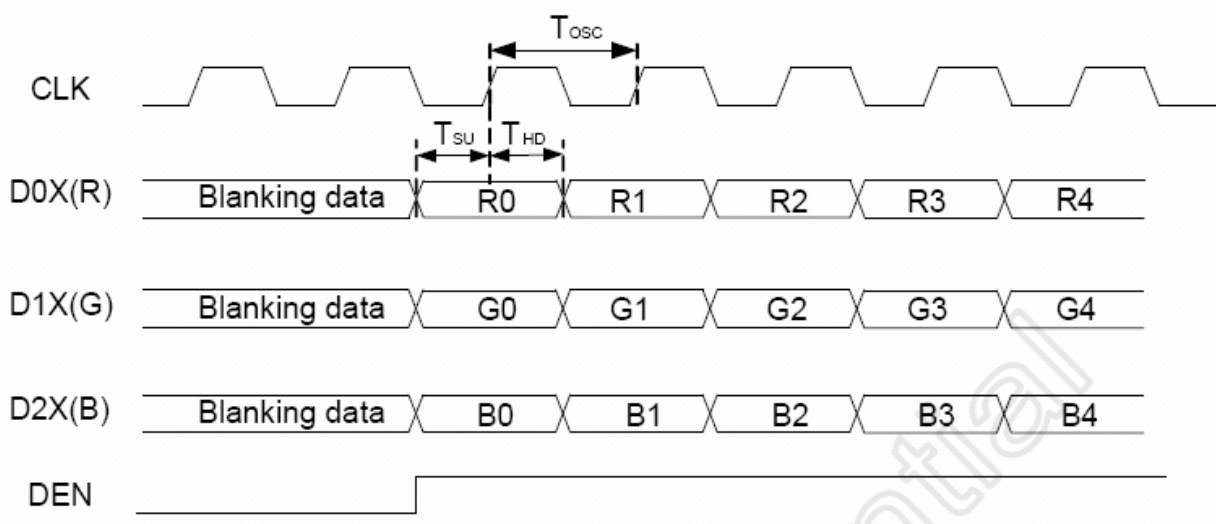 Tosc
CLK
TSU THD
D0X(R) Blanking data R0 R1 R2 R3 R4
D1X(G) Blanking data G0 G1 G2 G3 G4
D2X(B) Blanking data B0 B1 B2 B3 B4
DEN